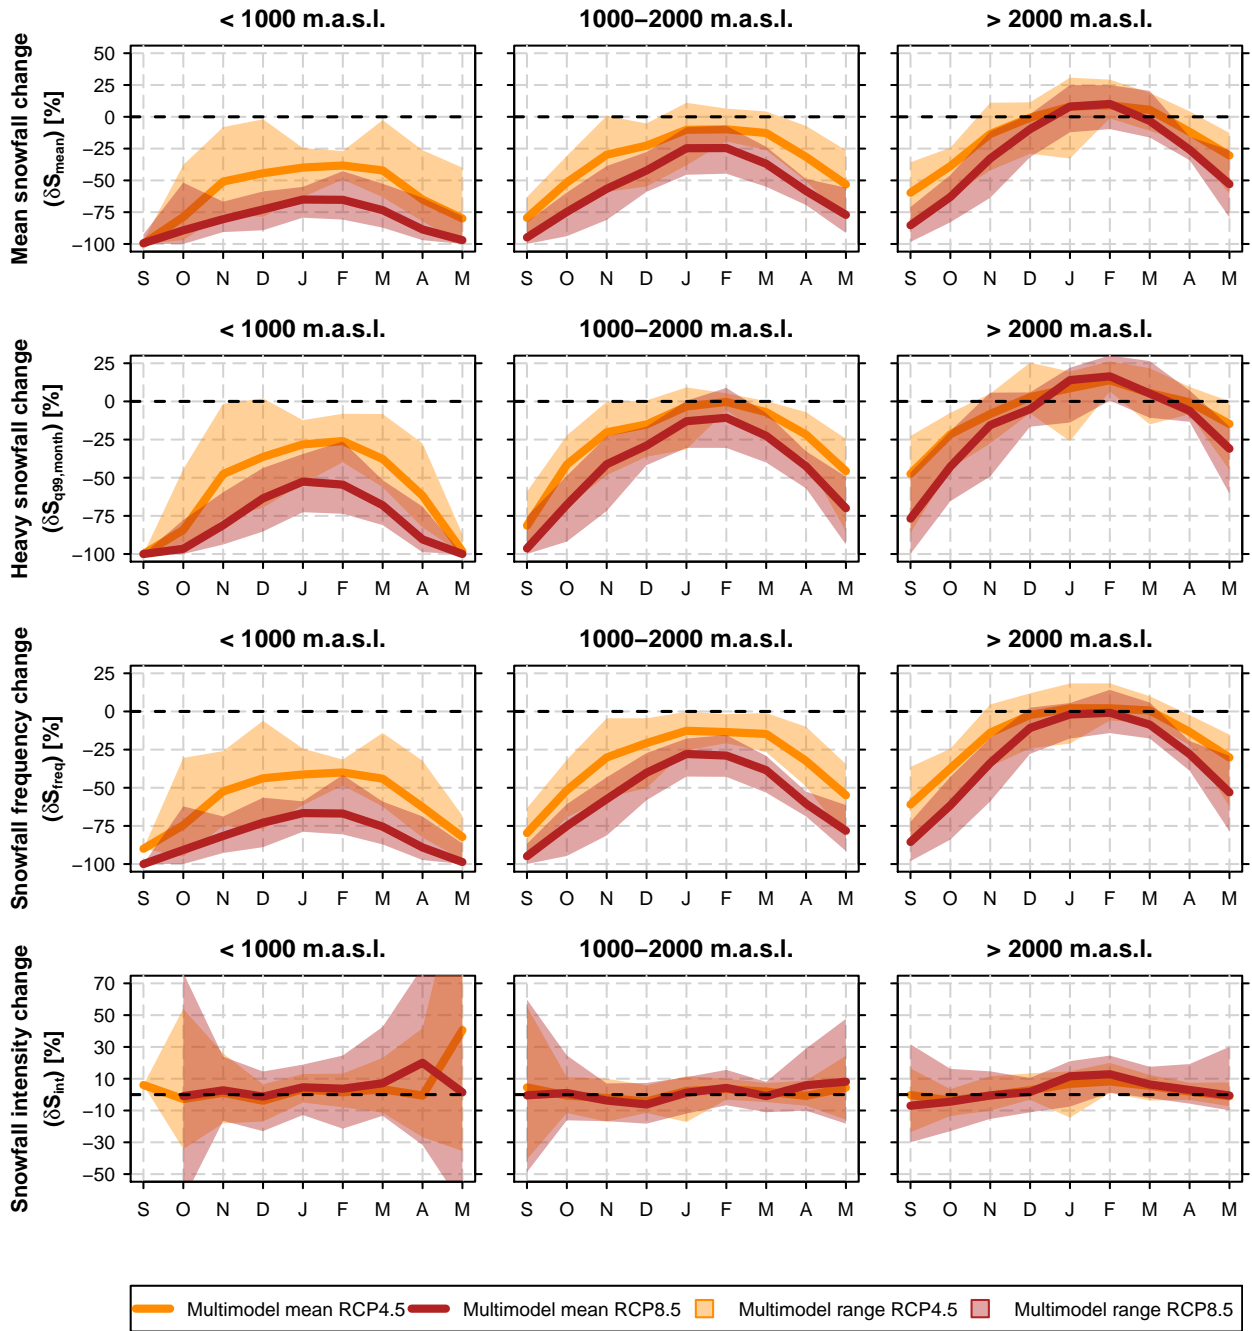 < 1000 m.a.s.l. 1000–2000 m.a.s.l. > 2000 m.a.s.l.
Mean snowfall change
(δSmean) [%]
50
25
0
−25
−50
−75
−100
S O N D J F M A M S O N D J F M A M S O N D J F M A M
< 1000 m.a.s.l. 1000–2000 m.a.s.l. > 2000 m.a.s.l.
Heavy snowfall change
(δSq99,month) [%]
25
0
−25
−50
−75
−100
S O N D J F M A M S O N D J F M A M S O N D J F M A M
< 1000 m.a.s.l. 1000–2000 m.a.s.l. > 2000 m.a.s.l.
Snowfall frequency change
(δSfreq) [%]
25
0
−25
−50
−75
−100
S O N D J F M A M S O N D J F M A M S O N D J F M A M
< 1000 m.a.s.l. 1000–2000 m.a.s.l. > 2000 m.a.s.l.
Snowfall intensity change
(δSint) [%]
70
50
30
10
−10
−30
−50
S O N D J F M A M S O N D J F M A M S O N D J F M A M
Multimodel mean RCP4.5 Multimodel mean RCP8.5 Multimodel range RCP4.5 Multimodel range RCP8.5